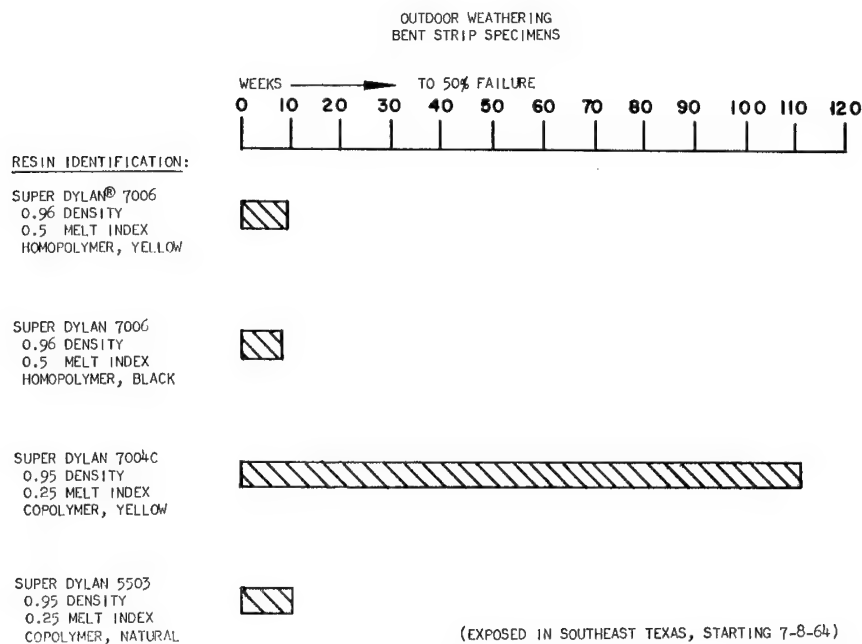 OUTDOOR WEATHERING
BENT STRIP SPECIMENS
WEEKS TO 50% FAILURE
0 10 20 30 40 50 60 70 80 90 100 110 120
RESIN IDENTIFICATION:
SUPER DYLAN® 7006
0.96 DENSITY
0.5 MELT INDEX
HOMOPOLYMER, YELLOW
SUPER DYLAN 7006
0.96 DENSITY
0.5 MELT INDEX
HOMOPOLYMER, BLACK
SUPER DYLAN 7004C
0.95 DENSITY
0.25 MELT INDEX
COPOLYMER, YELLOW
SUPER DYLAN 5503
0.95 DENSITY
0.25 MELT INDEX
COPOLYMER, NATURAL
(EXPOSED IN SOUTHEAST TEXAS, STARTING 7-8-64)